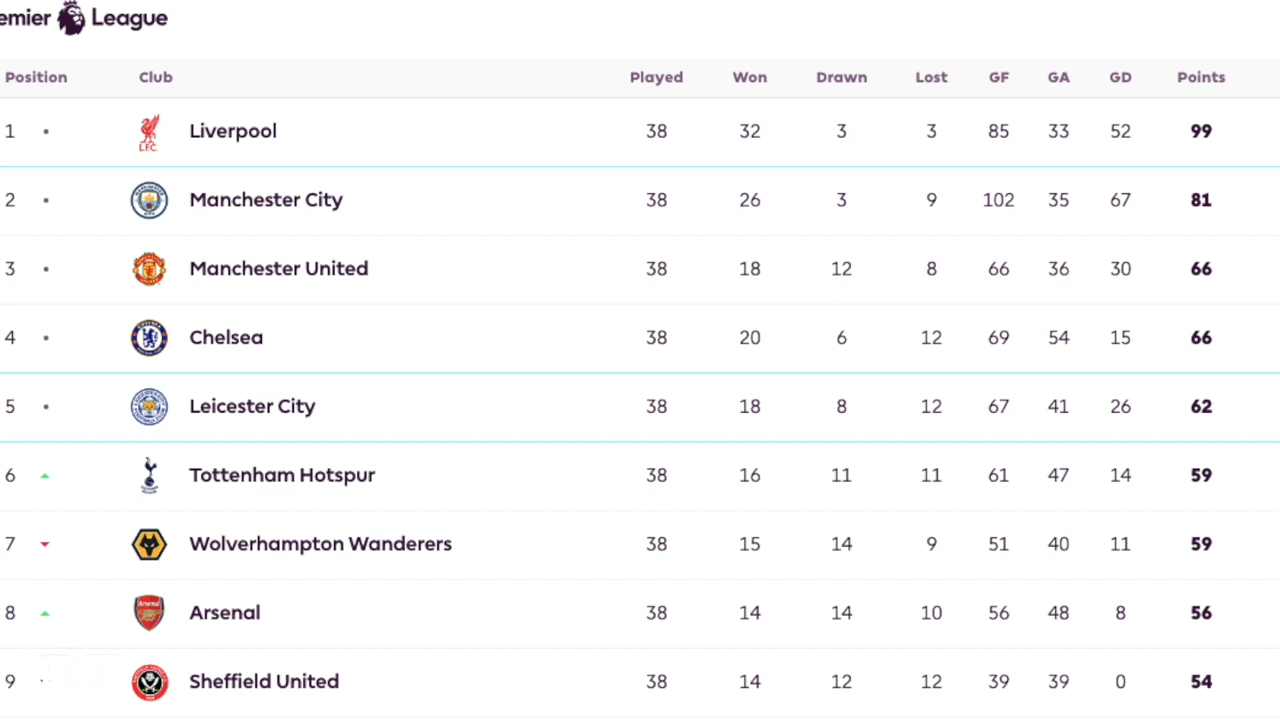 emier League
Position Club Played Won Drawn Lost GF GA GD Points
1 L.F.C. Liverpool 38 32 3 3 85 33 52 99
2 Manchester City 38 26 3 9 102 35 67 81
3 Manchester United 38 18 12 8 66 36 30 66
4 Chelsea 38 20 6 12 69 54 15 66
5 Leicester City 38 18 8 12 67 41 26 62
6 Tottenham Hotspur 38 16 11 11 61 47 14 59
7 Wolverhampton Wanderers 38 15 14 9 51 40 11 59
8 Arsenal Arsenal 38 14 14 10 56 48 8 56
9 Sheffield United 38 14 12 12 39 39 0 54